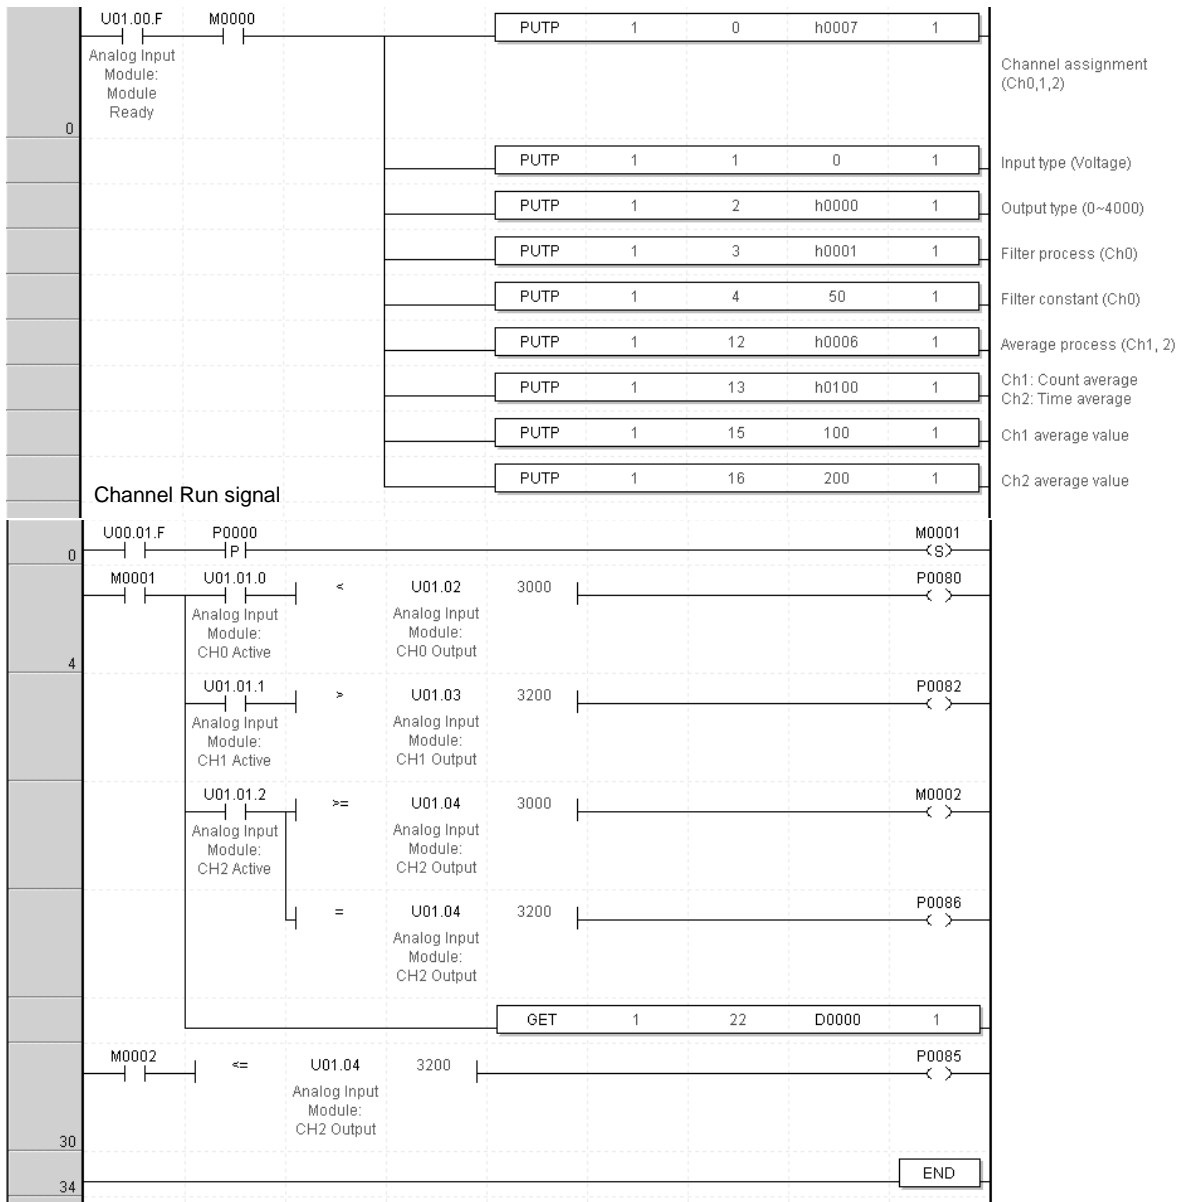 U01.00.F M0000
PUTP 1 0 h0007 1
Analog Input
Module:
Module
Ready
Channel assignment
(Ch0,1,2)
0
PUTP 1 1 0 1 Input type (Voltage)
PUTP 1 2 h0000 1 Output type (0~4000)
PUTP 1 3 h0001 1 Filter process (Ch0)
PUTP 1 4 50 1 Filter constant (Ch0)
PUTP 1 12 h0006 1 Average process (Ch1, 2)
PUTP 1 13 h0100 1
Ch1: Count average
Ch2: Time average
PUTP 1 15 100 1 Ch1 average value
PUTP 1 16 200 1 Ch2 average value
Channel Run signal
U00.01.F P0000 M0001
0 P S
M0001 U01.01.0 < U01.02 3000 P0080
Analog Input
Module:
CH0 Active
Analog Input
Module:
CH0 Output
4
U01.01.1 > U01.03 3200 P0082
Analog Input
Module:
CH1 Active
Analog Input
Module:
CH1 Output
U01.01.2 >= U01.04 3000 M0002
Analog Input
Module:
CH2 Active
Analog Input
Module:
CH2 Output
= U01.04 3200 P0086
Analog Input
Module:
CH2 Output
GET 1 22 D0000 1
M0002 <= U01.04 3200 P0085
Analog Input
Module:
CH2 Output
30
END
34